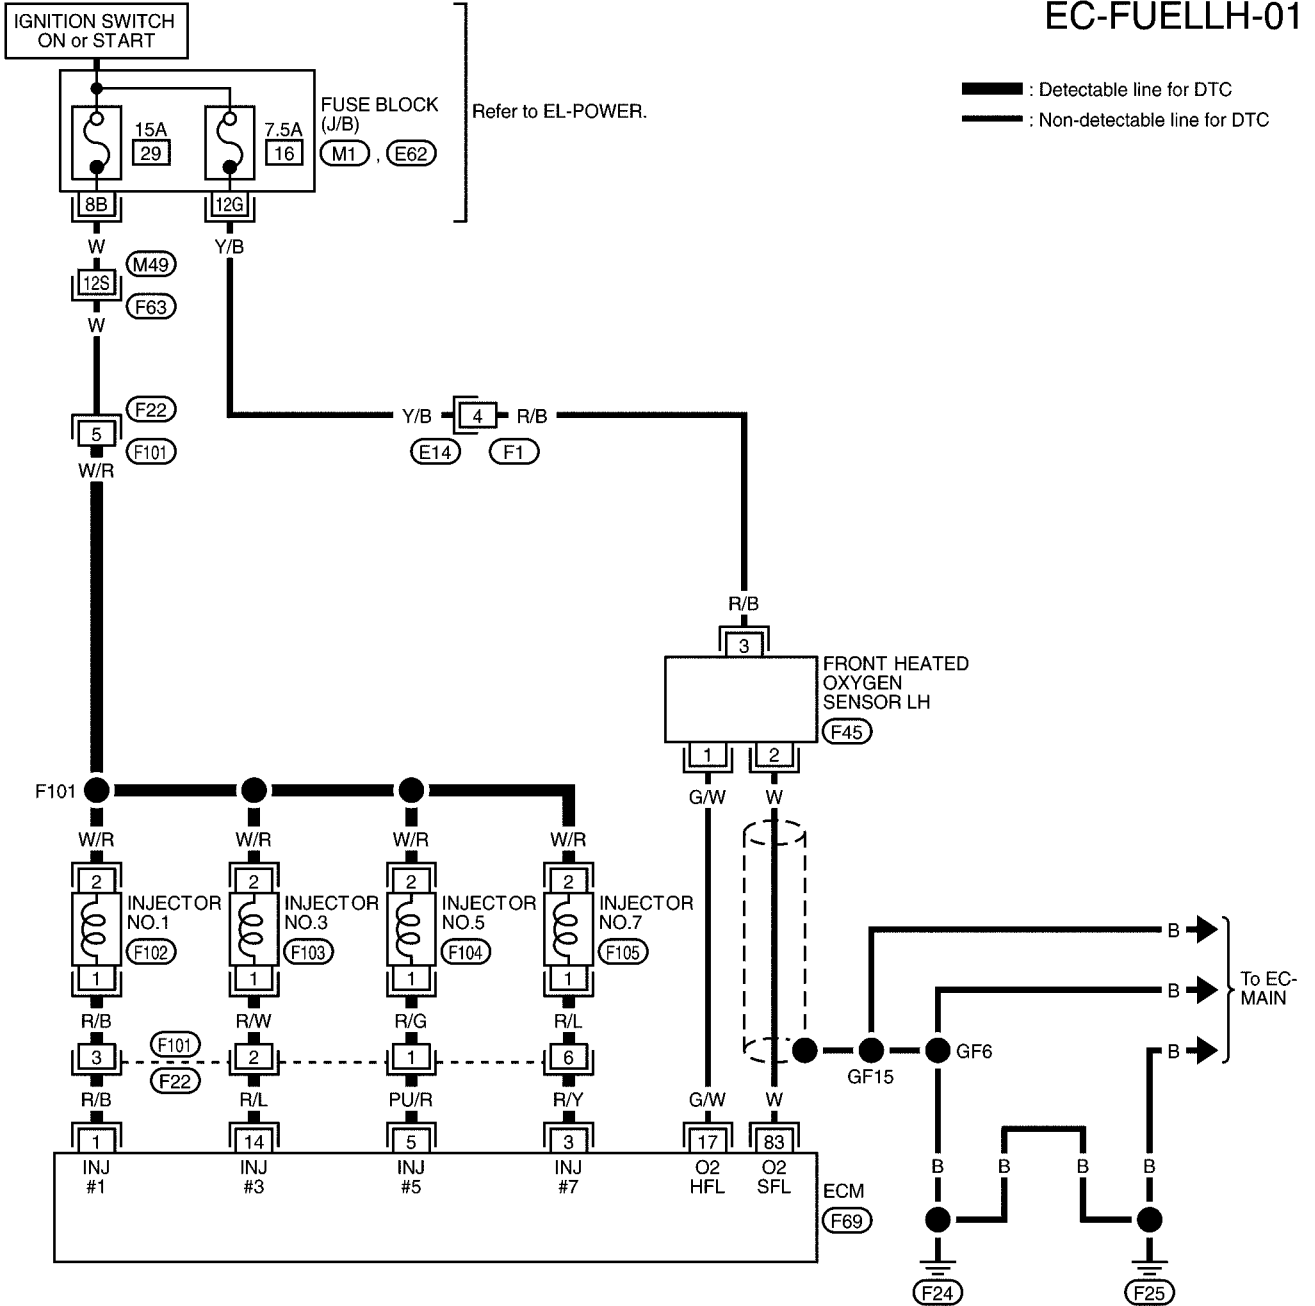 EC-FUELLH-01
IGNITION SWITCH
ON or START
: Detectable line for DTC
: Non-detectable line for DTC
15A
29
7.5A
16
FUSE BLOCK
(J/B)
M1 , E62
Refer to EL-POWER.
8B
12G
W
Y/B
M49
12S
F63
W
F22
5
F101
W/R
Y/B
4
R/B
E14
F1
R/B
3
FRONT HEATED
OXYGEN
SENSOR LH
F45
1
2
G/W
W
F101
W/R
W/R
W/R
W/R
2
2
2
2
INJECTOR
NO.1
F102
INJECTOR
NO.3
F103
INJECTOR
NO.5
F104
INJECTOR
NO.7
F105
1
1
1
1
R/B
R/W
R/G
R/L
F101
3
2
1
6
F22
R/B
R/L
PU/R
R/Y
G/W
W
B
B
B
To EC-
MAIN
GF15
GF6
1
14
5
3
17
83
INJ
#1
INJ
#3
INJ
#5
INJ
#7
O2
HFL
O2
SFL
ECM
F69
B
B
B
B
F24
F25